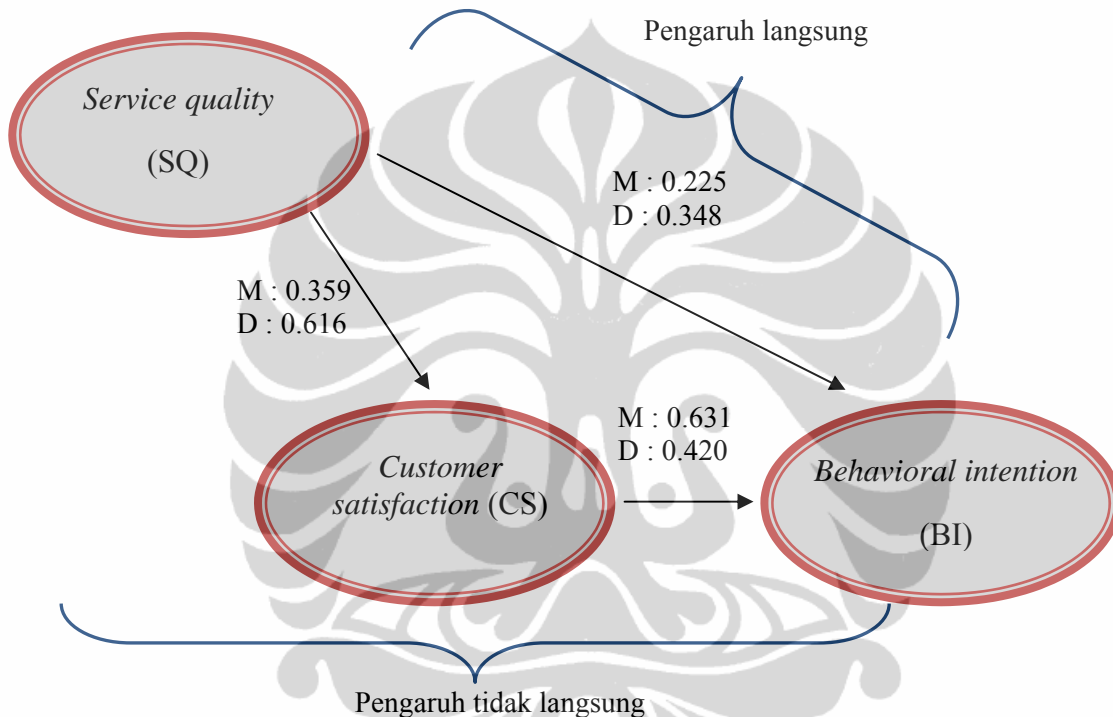 Pengaruh langsung
Service quality
(SQ)
M : 0.225
D : 0.348
M : 0.359
D : 0.616
M : 0.631
D : 0.420
Customer
satisfaction (CS)
Behavioral intention
(BI)
Pengaruh tidak langsung